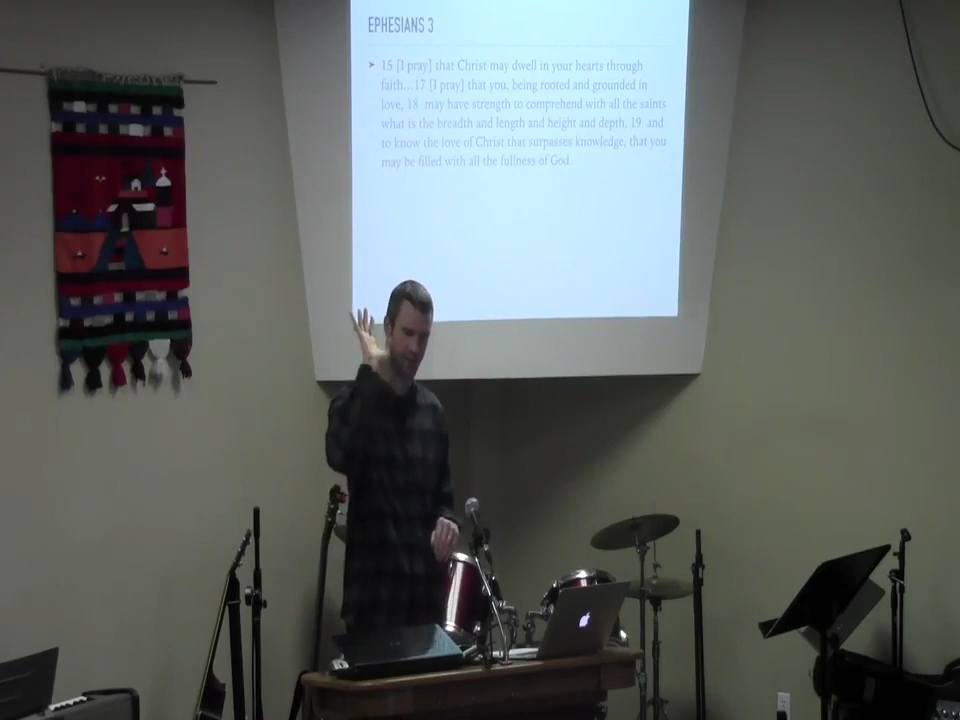 EPHESIANS 3
➤ 15 [I pray] that Christ may dwell in your hearts through
faith...17 [I pray] that you, being rooted and grounded in
love, 18 may have strength to comprehend with all the saints
what is the breadth and length and height and depth, 19 and
to know the love of Christ that surpasses knowledge, that you
may be filled with all the fullness of God.